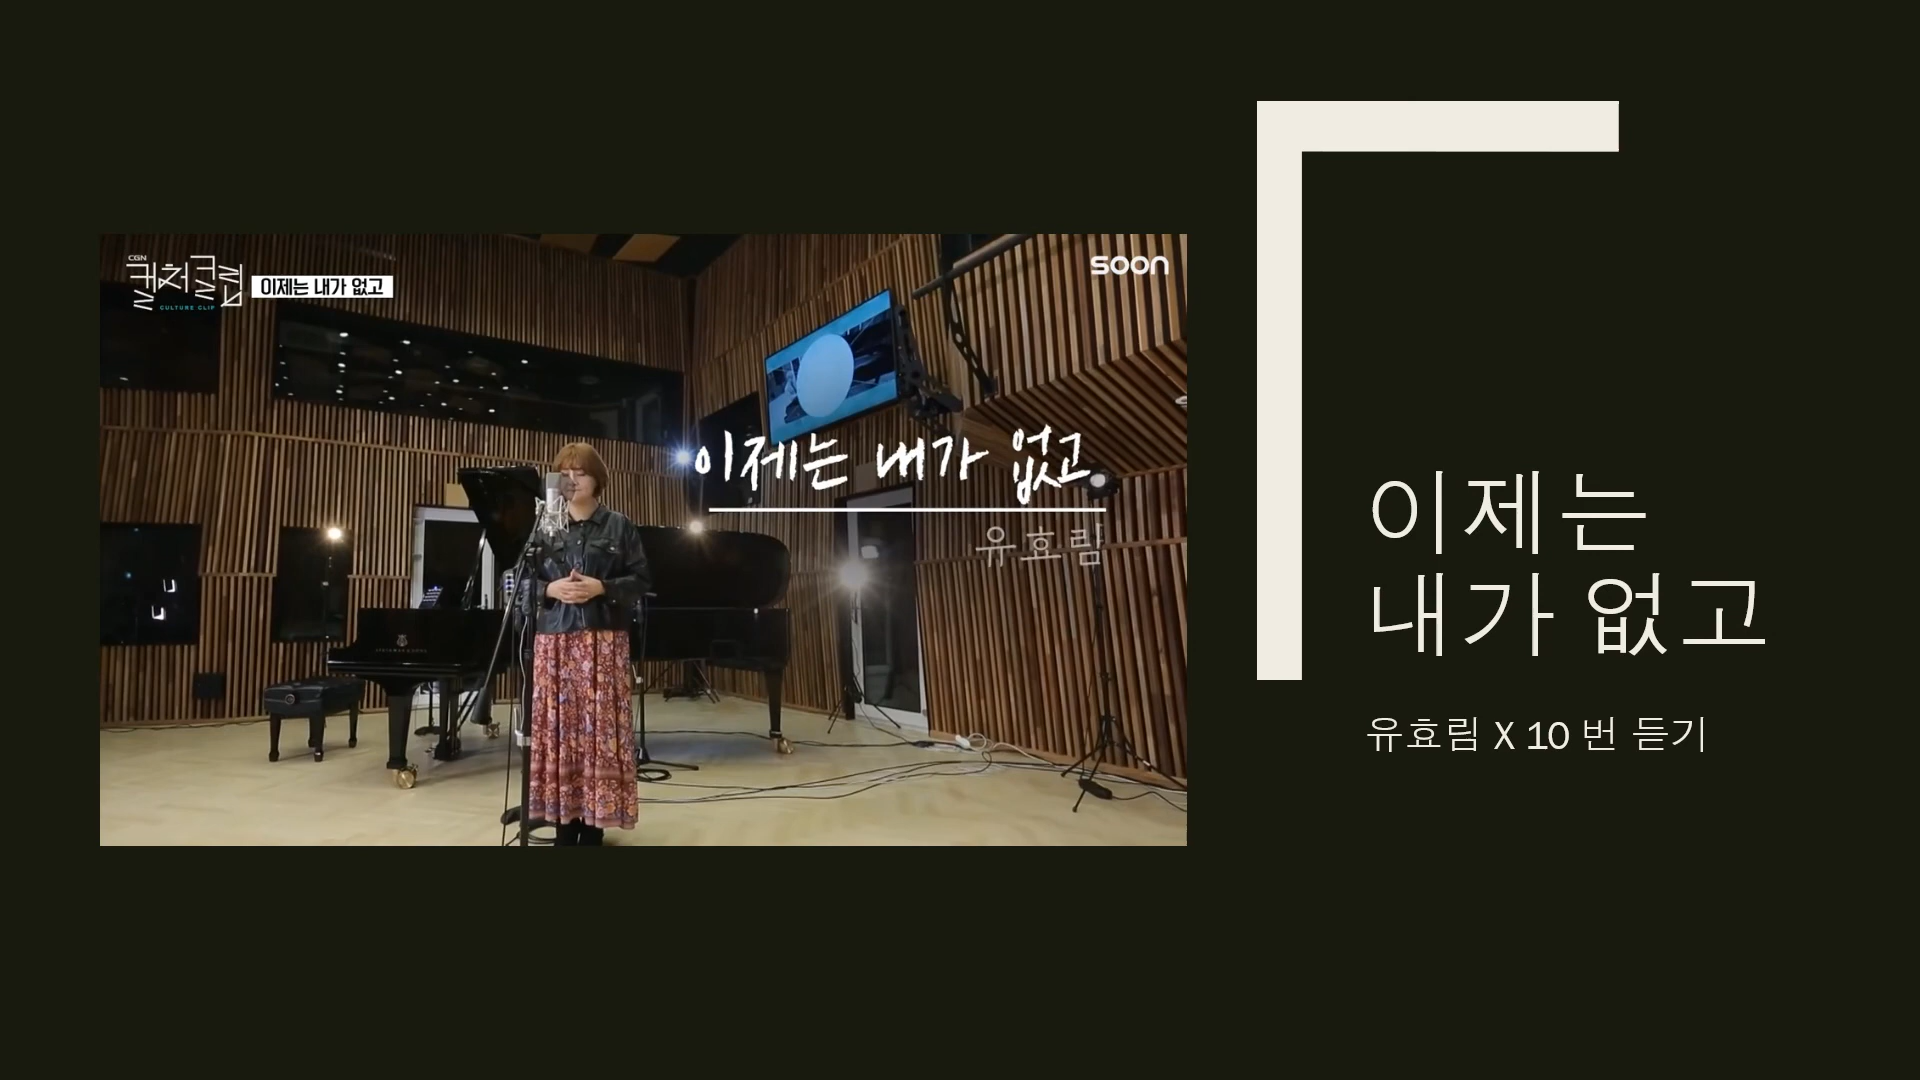 CGN
컬처클립
CULTURE CLIP
이제는 내가 없고
soon
이제는 내가 없고
유효림
STEINWAY & SONS
이제는
내가 없고
유효림 X 10 번 듣기